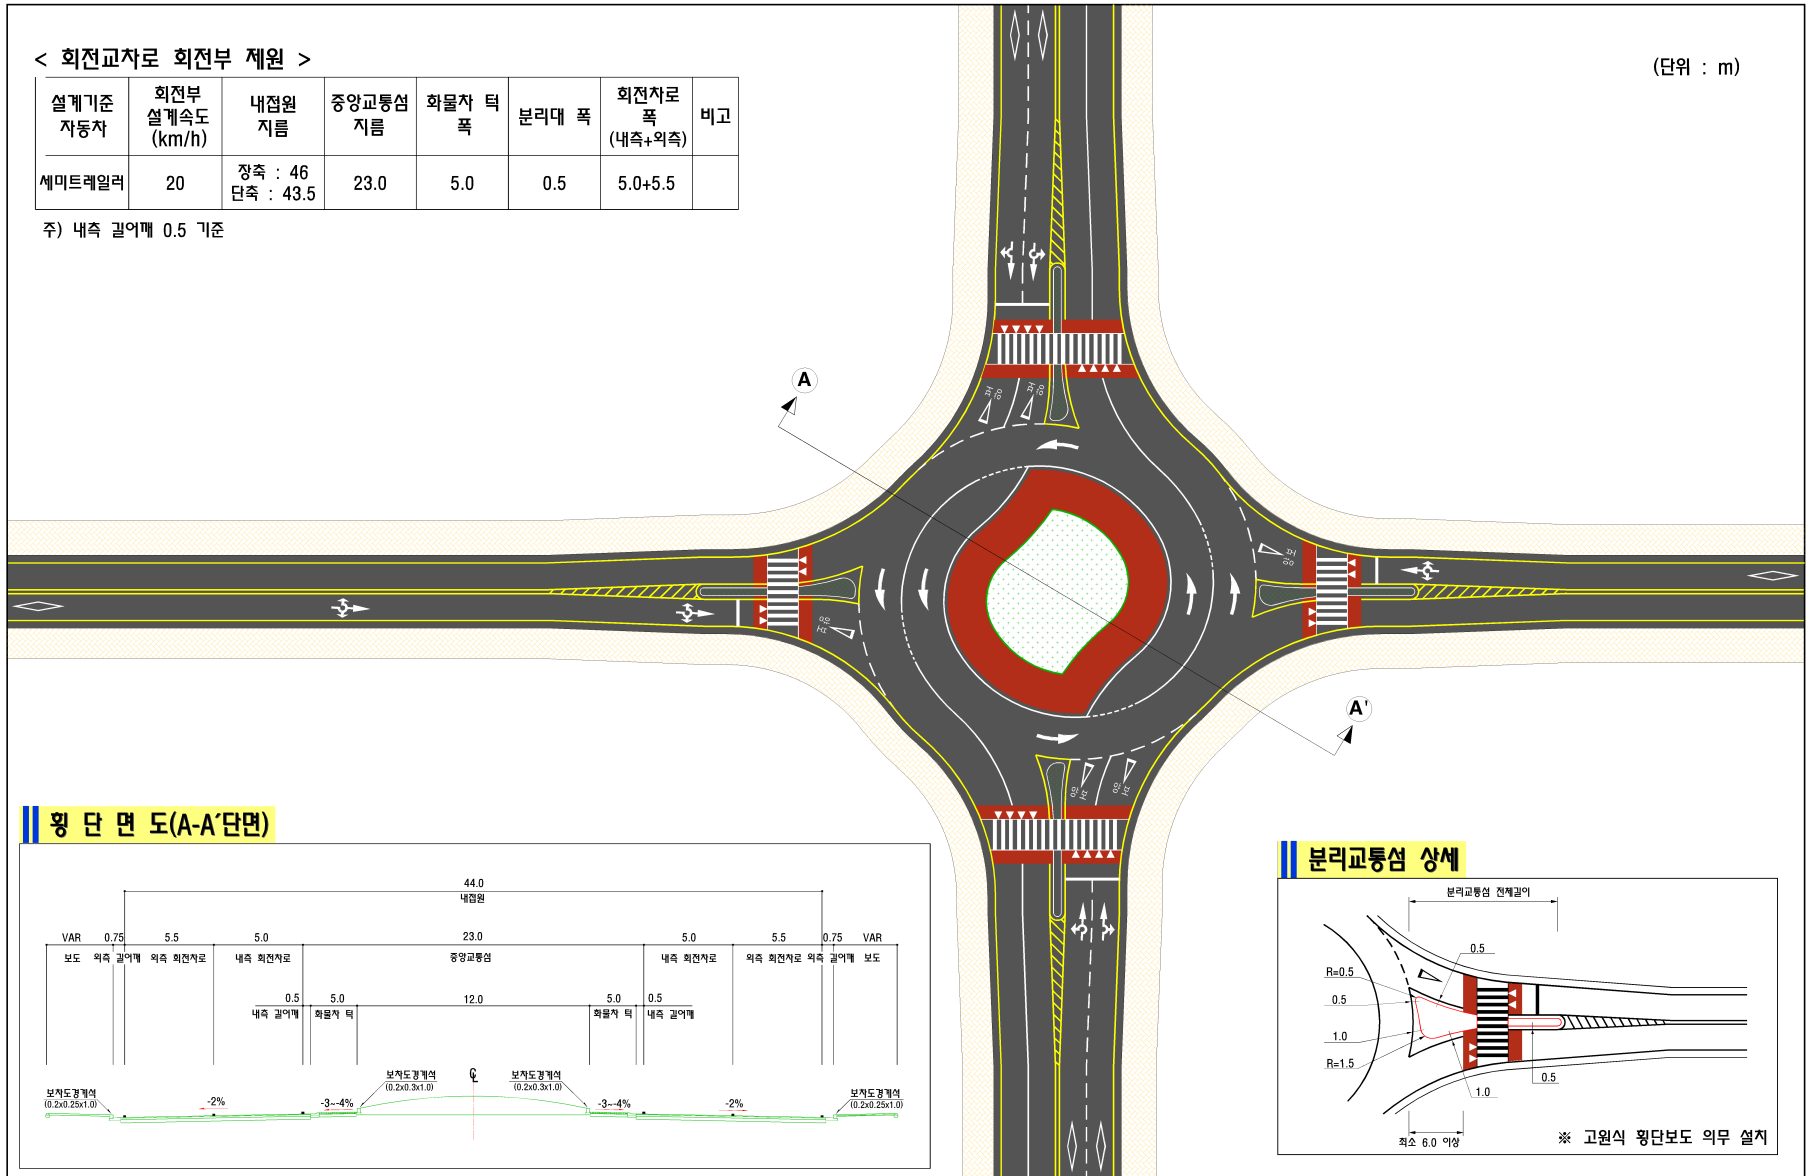 < 회전교차로 회전부 제원 >
(단위 : m)
설계기준
자동차
회전부
설계속도
(km/h)
내접원
지름
중앙교통섬
지름
화물차 턱
폭
분리대 폭
회전차로
폭
(내측+외측)
비고
세미트레일러
20
장축 : 46
단축 : 43.5
23.0
5.0
0.5
5.0+5.5
주) 내측 길어깨 0.5 기준
A
A'
양보
양보
양보
양보
양보
양보
횡 단 면 도(A-A´단면)
44.0
내접원
VAR 0.75 5.5 5.0 23.0 5.0 5.5 0.75 VAR
보도 외측 길어깨 외측 회전차로 내측 회전차로 중앙교통섬 내측 회전차로 외측 회전차로 외측 길어깨 보도
0.5 5.0 12.0 5.0 0.5
내측 길어깨 화물차 턱 화물차 턱 내측 길어깨
보차도경계석
(0.2x0.25x1.0)
-2%
-3~-4%
보차도경계석
(0.2x0.3x1.0)
CL
보차도경계석
(0.2x0.3x1.0)
-3~-4%
-2%
보차도경계석
(0.2x0.25x1.0)
분리교통섬 상세
분리교통섬 전체길이
0.5
R=0.5
0.5
1.0
R=1.5
0.5
1.0
최소 6.0 이상
※ 고원식 횡단보도 의무 설치